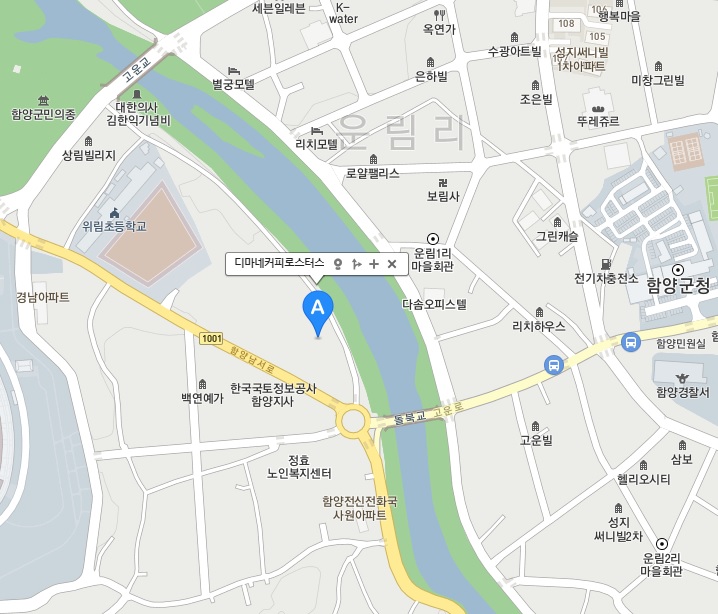 세븐일레븐
K-
water
옥연가
106
행복마을
108
105
수광아트빌
성지써니빌
1차아파트
고운교
은하빌
별궁모텔
미창그린빌
조은빌
대한의사
김한익기념비
함양군민의종
뚜레쥬르
운림리
리치모텔
상림빌리지
로얄팰리스
보림사
위림초등학교
그린캐슬
운림1리
마을회관
디마네커피로스터스
전기차충전소
함양군청
A
경남아파트
다솜오피스텔
리치하우스
1001
함양남서로
함양민원실
함
한국국토정보공사
함양지사
백연예가
함양경찰서
돌북교
고운로
고운빌
정효
노인복지센터
삼보
헬리오시티
함양전신전화국
사원아파트
성지
써니빌2차
운림2리
마을회관